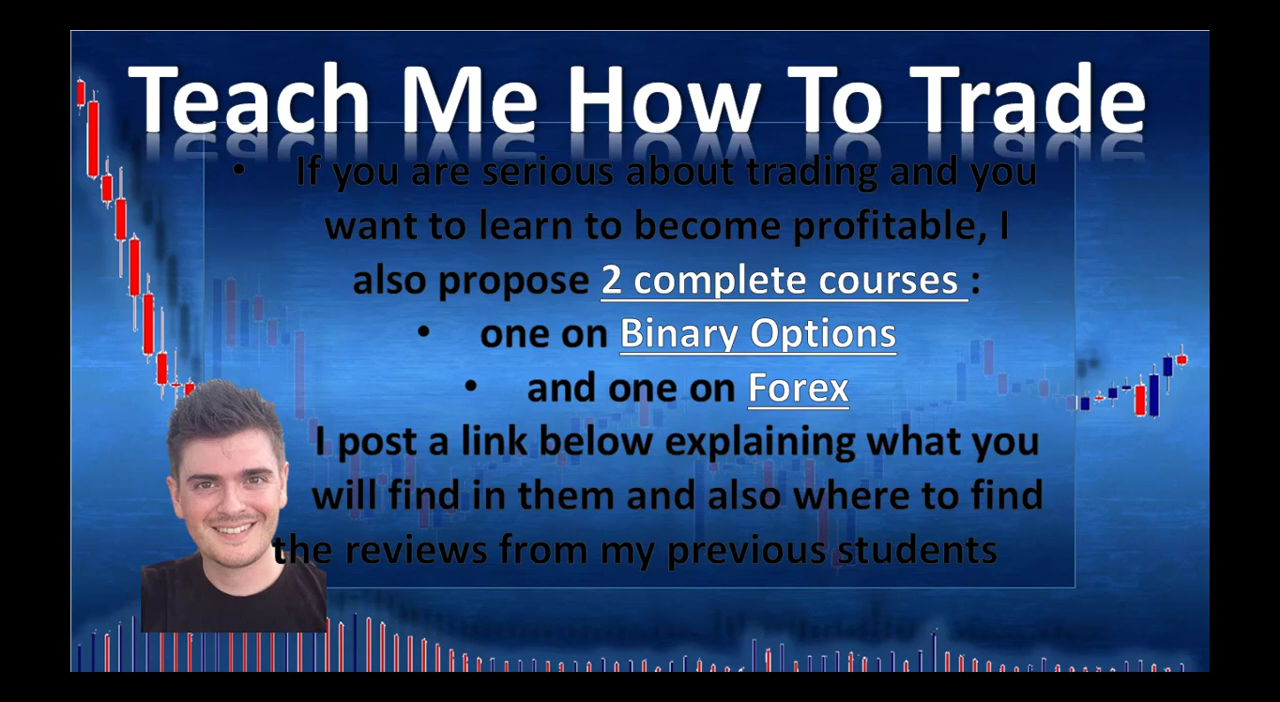 Teach Me How To Trade
• If you are serious about trading and you
want to learn to become profitable, I
also propose 2 complete courses :
• one on Binary Options
• and one on Forex
I post a link below explaining what you
will find in them and also where to find
the reviews from my previous students